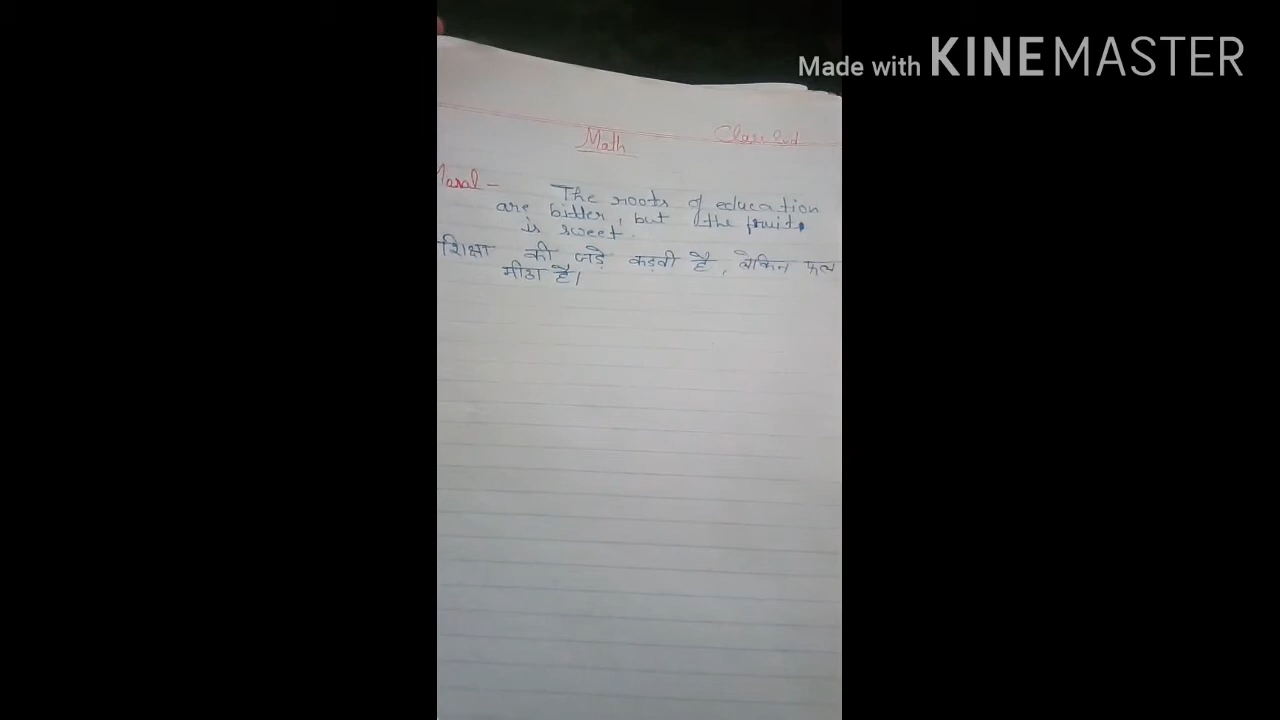 Made with KINEMASTER
Math Class 2nd
Moral -
The roots of education
are bitter, but the fruit
is sweet.
शिक्षा की जड़े कड़वी है, लेकिन फल
मीठा है।